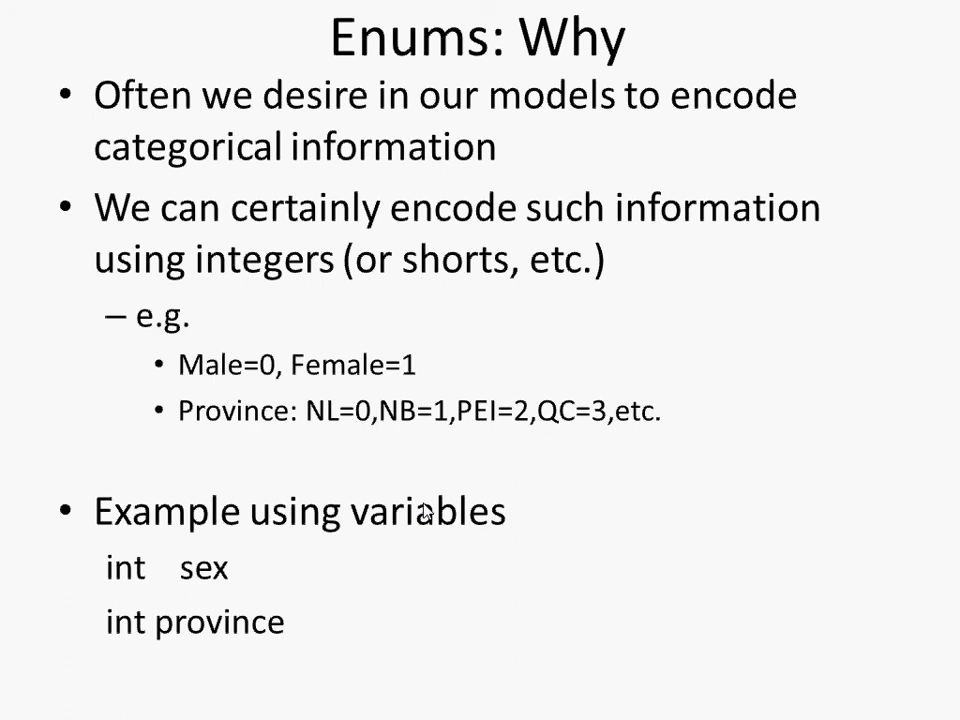 Enums: Why
• Often we desire in our models to encode
categorical information
• We can certainly encode such information
using integers (or shorts, etc.)
– e.g.
• Male=0, Female=1
• Province: NL=0,NB=1,PEI=2,QC=3,etc.
• Example using variables
int sex
int province